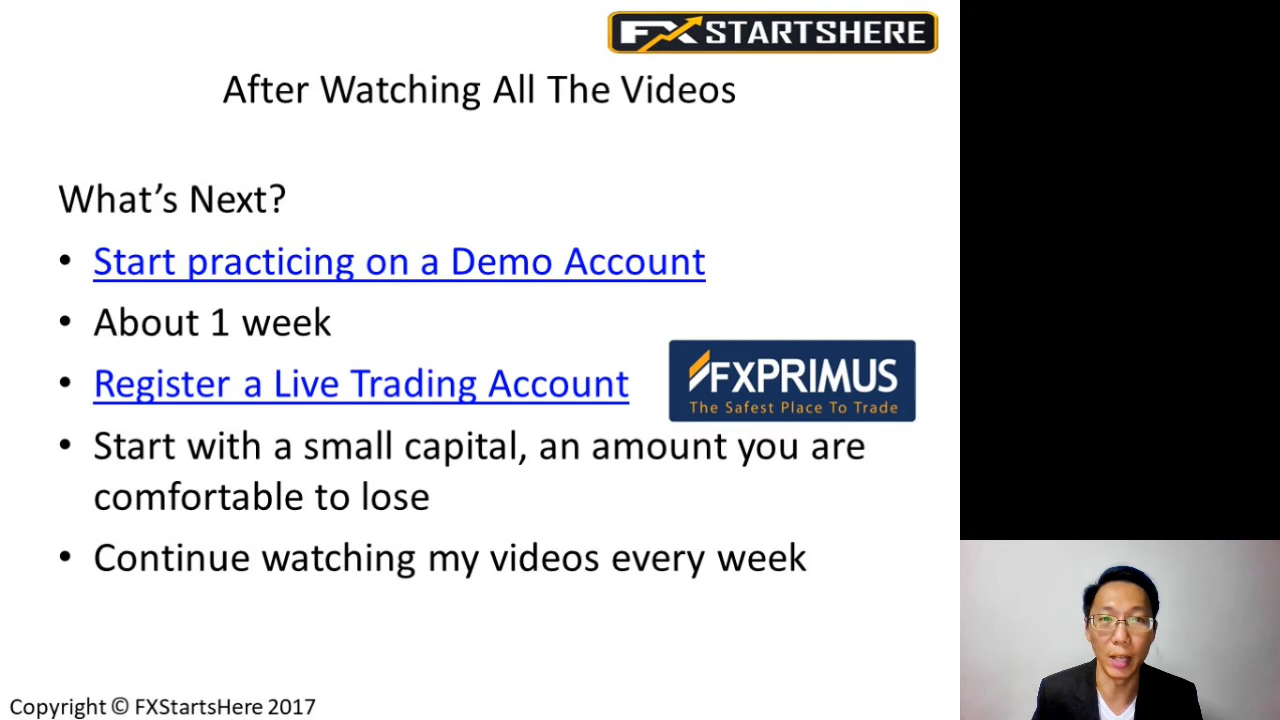 FXSTARTSHERE
After Watching All The Videos
What's Next?
• Start practicing on a Demo Account
• About 1 week
• Register a Live Trading Account
FXPRIMUS
The Safest Place To Trade
• Start with a small capital, an amount you are
comfortable to lose
• Continue watching my videos every week
Copyright © FXStartsHere 2017